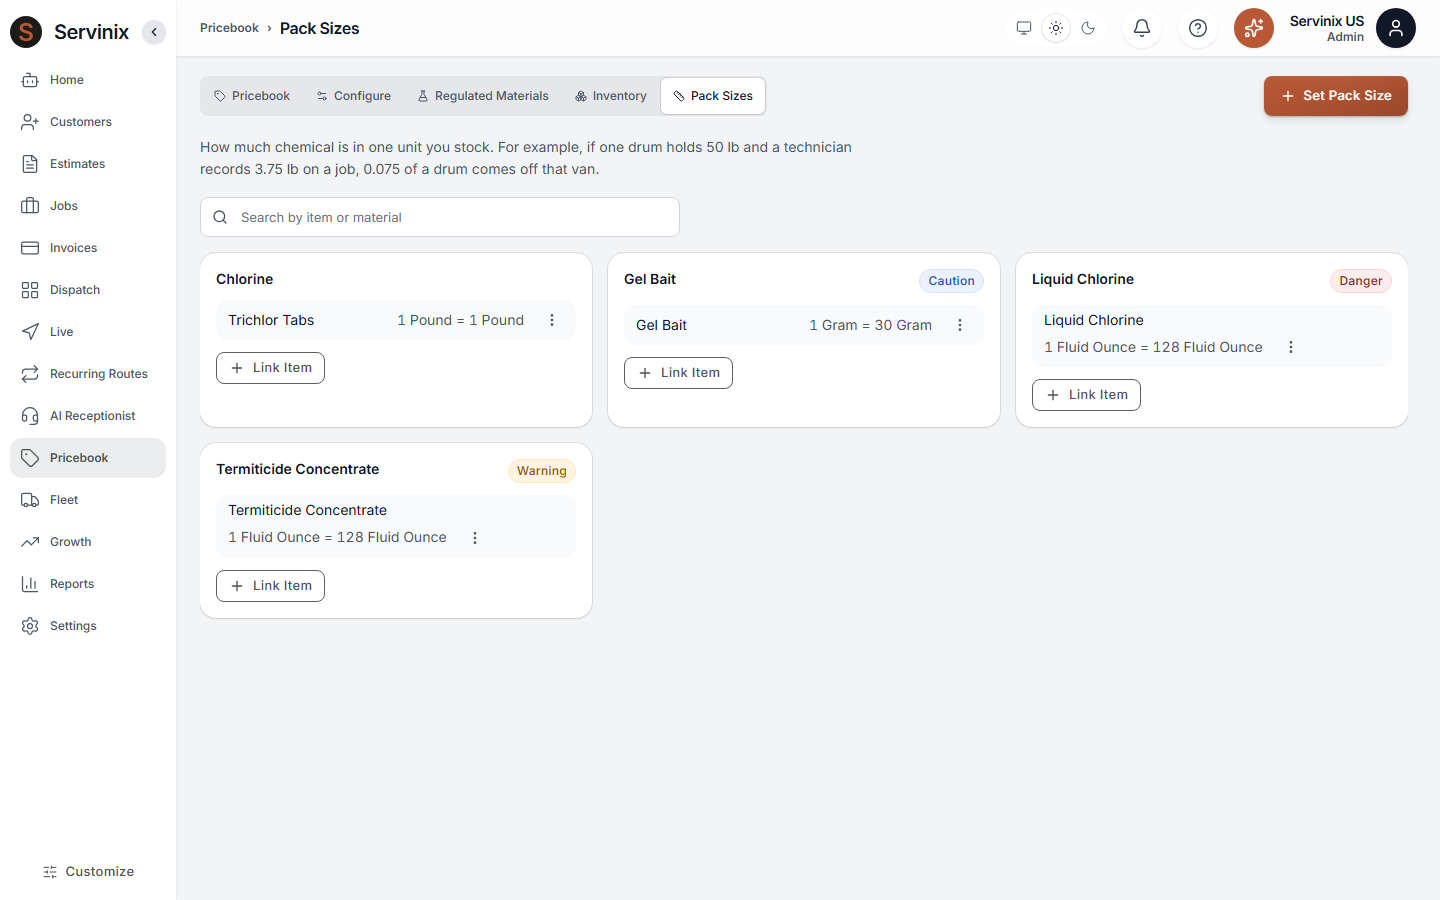 S Servinix
Home
Customers
Estimates
Jobs
Invoices
Dispatch
Live
Recurring Routes
AI Receptionist
Pricebook
Fleet
Growth
Reports
Settings
Customize
Pricebook › Pack Sizes
Servinix US
Admin
Pricebook Configure Regulated Materials Inventory Pack Sizes
Set Pack Size
How much chemical is in one unit you stock. For example, if one drum holds 50 lb and a technician
records 3.75 lb on a job, 0.075 of a drum comes off that van.
Search by item or material
Chlorine
Trichlor Tabs 1 Pound = 1 Pound
Link Item
Gel Bait Caution
Gel Bait 1 Gram = 30 Gram
Link Item
Liquid Chlorine Danger
Liquid Chlorine
1 Fluid Ounce = 128 Fluid Ounce
Link Item
Termiticide Concentrate Warning
Termiticide Concentrate
1 Fluid Ounce = 128 Fluid Ounce
Link Item